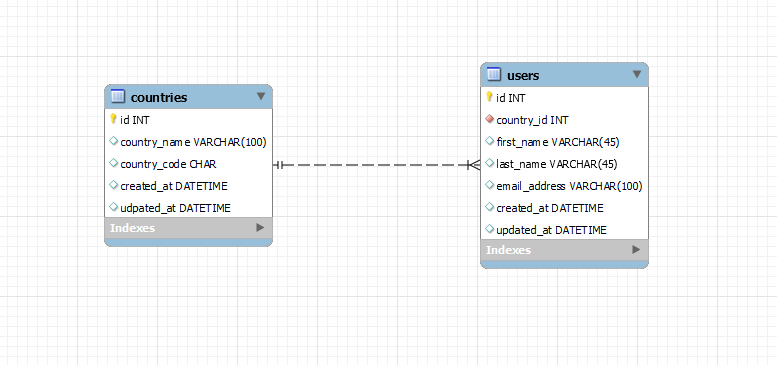 countries
id INT
country_name VARCHAR(100)
country_code CHAR
created_at DATETIME
udpated_at DATETIME
Indexes
users
id INT
country_id INT
first_name VARCHAR(45)
last_name VARCHAR(45)
email_address VARCHAR(100)
created_at DATETIME
updated_at DATETIME
Indexes